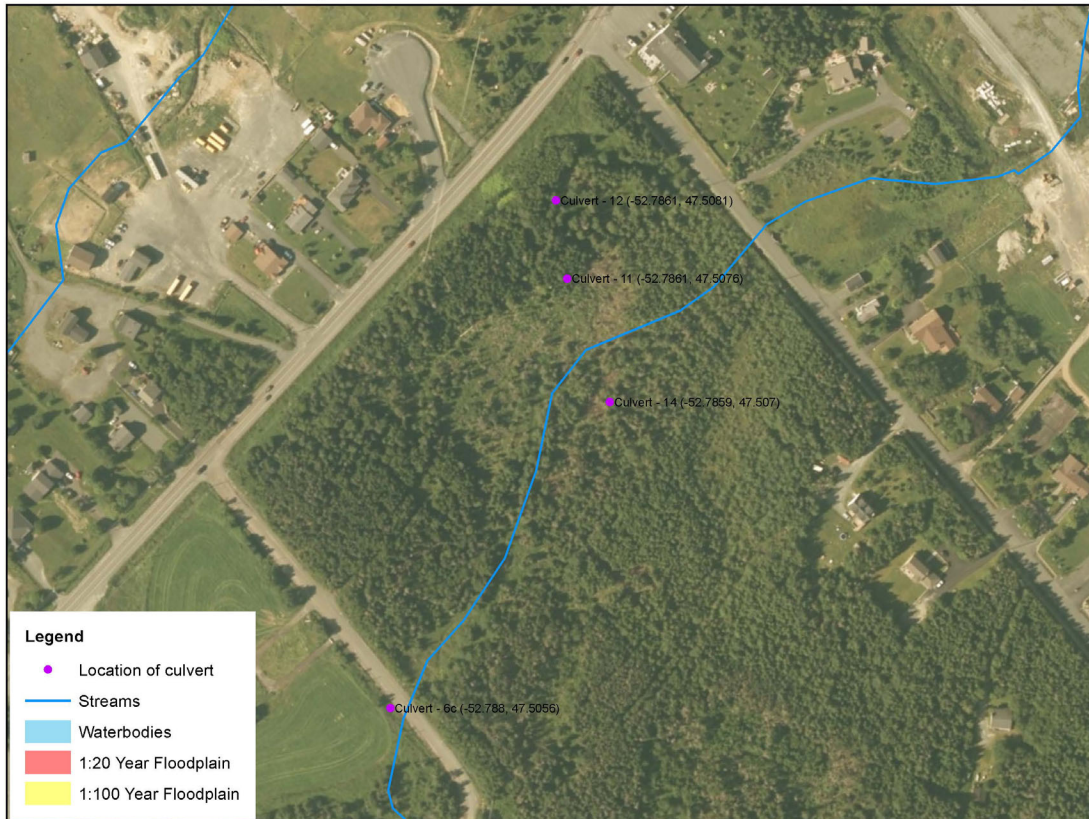 Culvert - 12 (-52.7861, 47.5081)
Culvert - 11 (-52.7861, 47.5076)
Culvert - 14 (-52.7859, 47.507)
Culvert - 6c (-52.788, 47.5056)
Legend
Location of culvert
Streams
Waterbodies
1:20 Year Floodplain
1:100 Year Floodplain